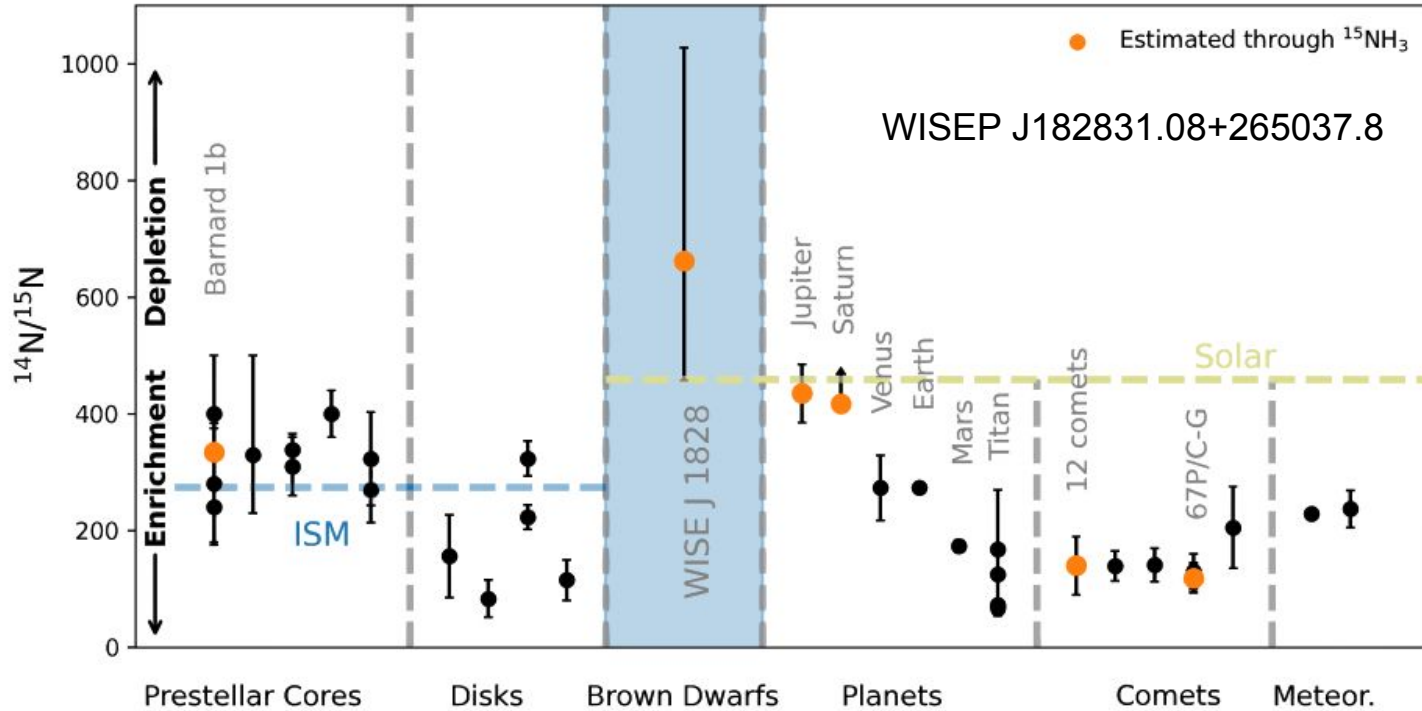 Estimated through ¹⁵NH₃
WISEP J182831.08+265037.8
¹⁴N/¹⁵N
1000
800
600
400
200
0
Depletion
Enrichment
Barnard 1b
ISM
WISE J 1828
Jupiter
Saturn
Venus
Earth
Mars
Titan
Solar
12 comets
67P/C-G
Prestellar Cores
Disks
Brown Dwarfs
Planets
Comets
Meteor.